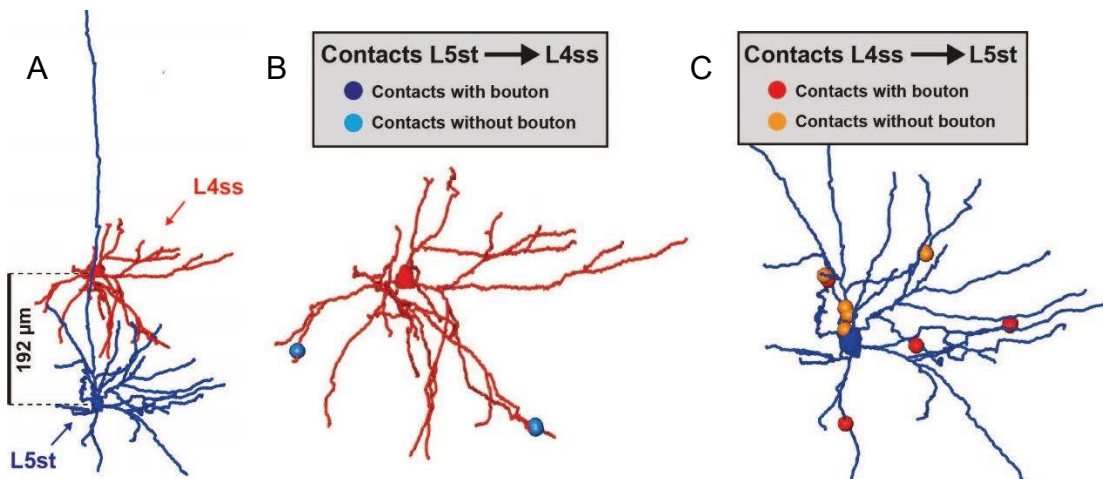 A
L4ss
192 µm
L5st
B
Contacts L5st → L4ss
Contacts with bouton
Contacts without bouton
C
Contacts L4ss → L5st
Contacts with bouton
Contacts without bouton